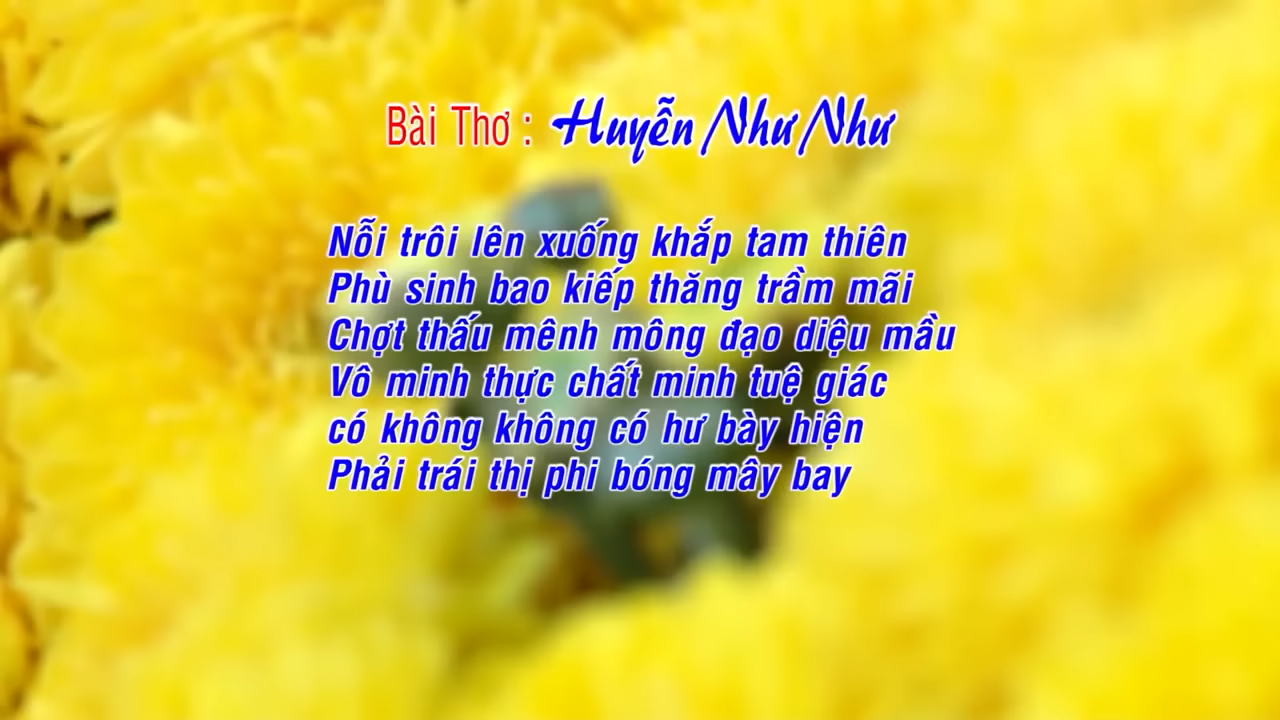 Bài Thơ : Huyễn Như Như
Nỗi trôi lên xuống khắp tam thiên
Phù sinh bao kiếp thăng trầm mãi
Chợt thấu mênh mông đạo diệu mầu
Vô minh thực chất minh tuệ giác
có không không có hư bày hiện
Phải trái thị phi bóng mây bay